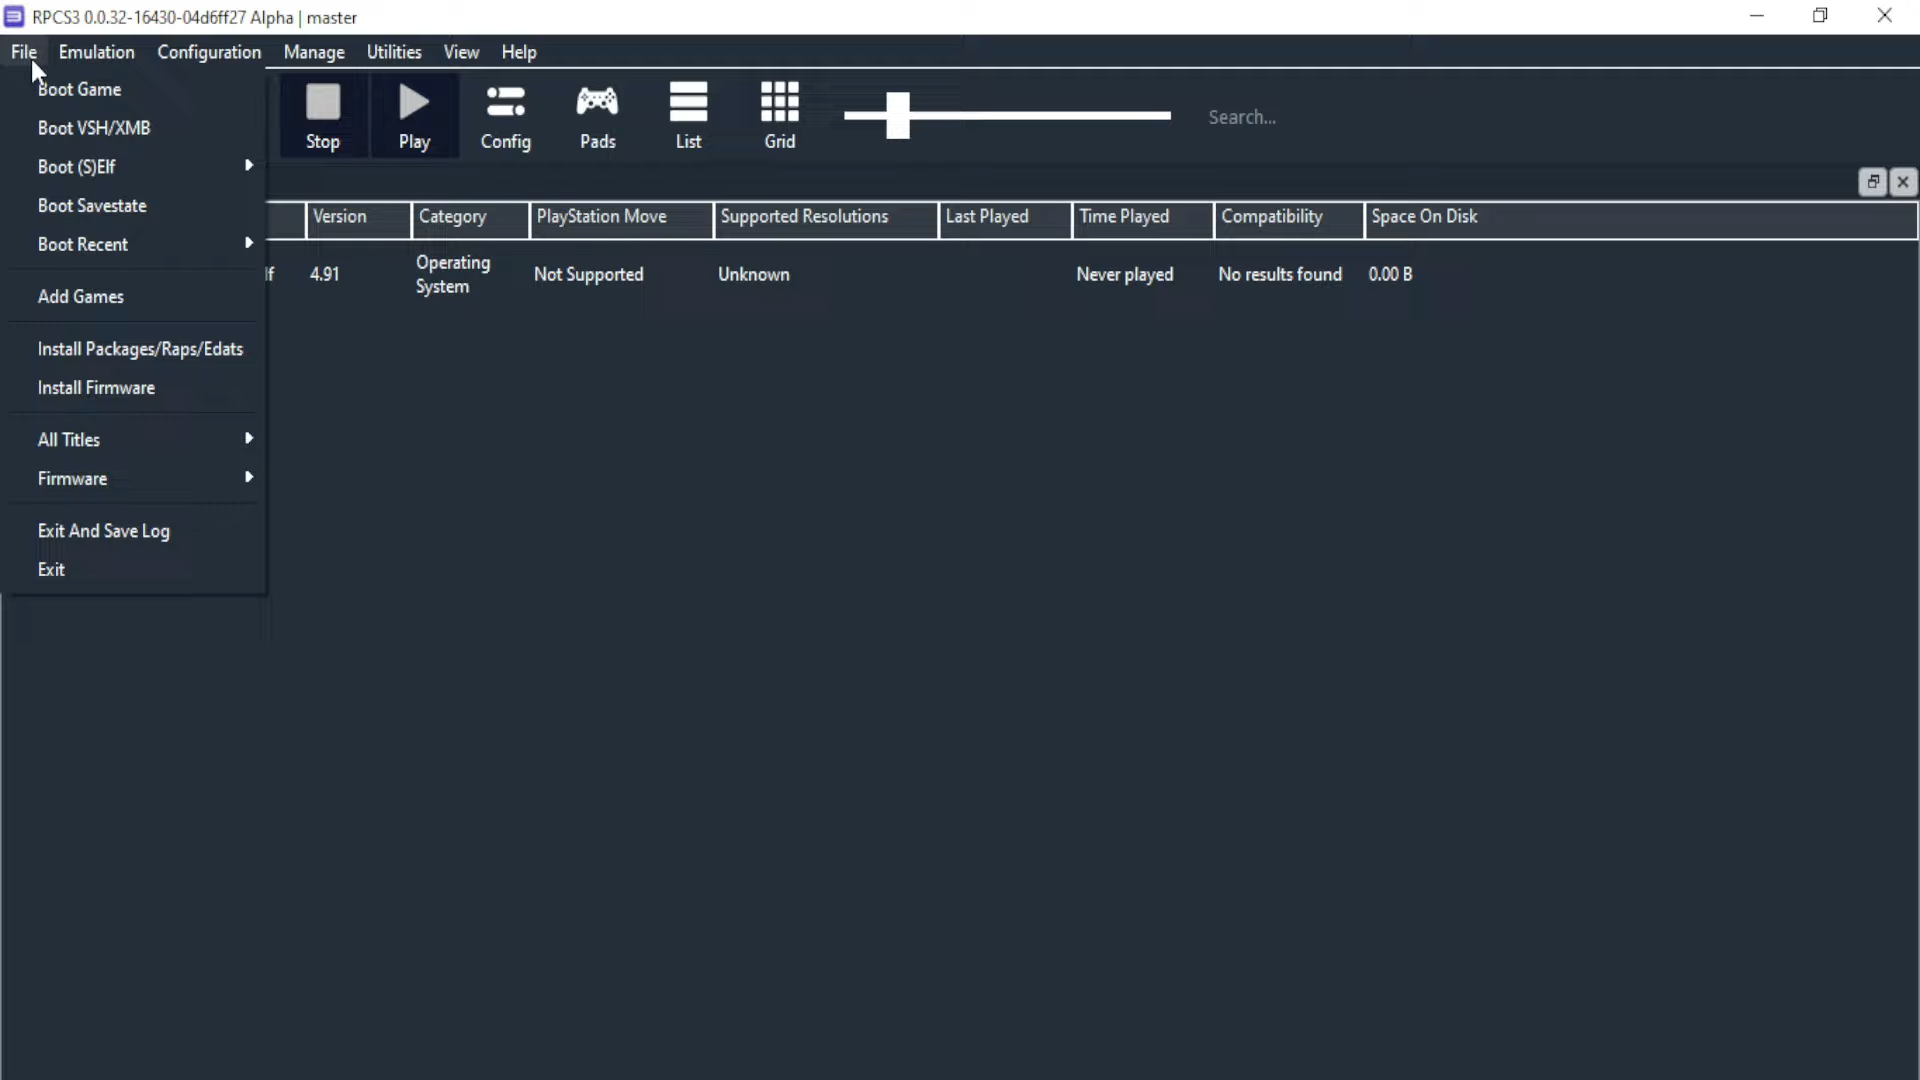 RPCS3 0.0.32-16430-04d6ff27 Alpha | master
File Emulation Configuration Manage Utilities View Help
Boot Game
Boot VSH/XMB
Boot (S)Elf
Boot Savestate
Boot Recent
Add Games
Install Packages/Raps/Edats
Install Firmware
All Titles
Firmware
Exit And Save Log
Exit
Stop Play Config Pads List Grid Search...
Version Category PlayStation Move Supported Resolutions Last Played Time Played Compatibility Space On Disk
lf 4.91 Operating System Not Supported Unknown Never played No results found 0.00 B